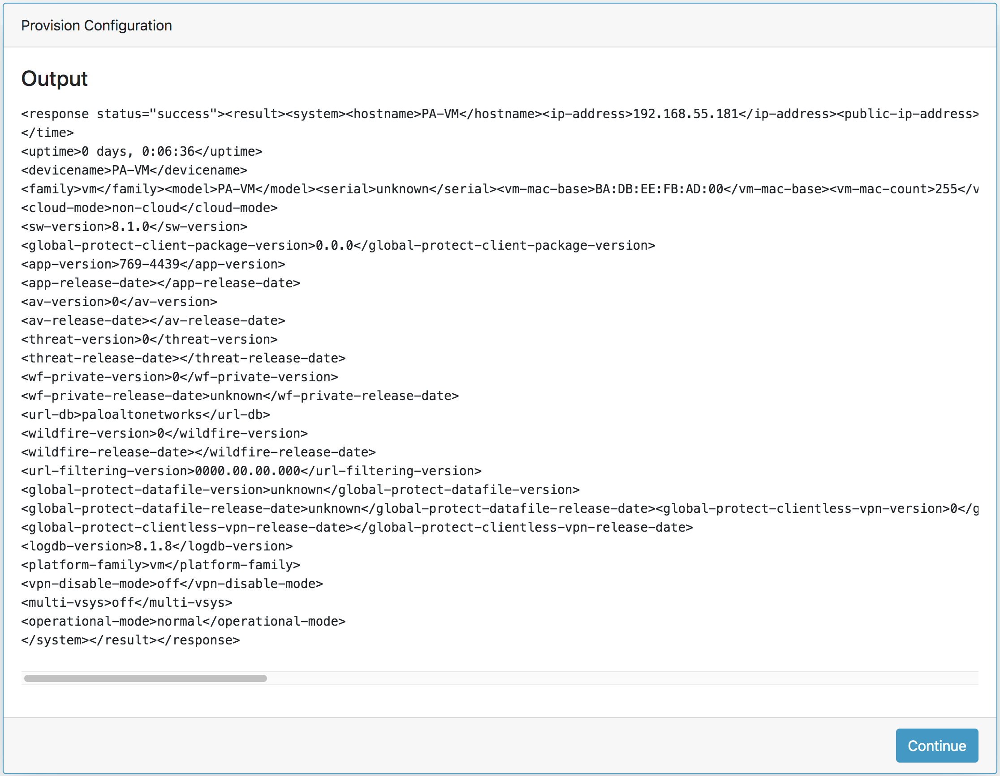 Provision Configuration
Output
<response status="success"><result><system><hostname>PA-VM</hostname><ip-address>192.168.55.181</ip-address><public-ip-address>
</time>
<uptime>0 days, 0:06:36</uptime>
<devicename>PA-VM</devicename>
<family>vm</family><model>PA-VM</model><serial>unknown</serial><vm-mac-base>BA:DB:EE:FB:AD:00</vm-mac-base><vm-mac-count>255</v
<cloud-mode>non-cloud</cloud-mode>
<sw-version>8.1.0</sw-version>
<global-protect-client-package-version>0.0.0</global-protect-client-package-version>
<app-version>769-4439</app-version>
<app-release-date></app-release-date>
<av-version>0</av-version>
<av-release-date></av-release-date>
<threat-version>0</threat-version>
<threat-release-date></threat-release-date>
<wf-private-version>0</wf-private-version>
<wf-private-release-date>unknown</wf-private-release-date>
<url-db>paloaltonetworks</url-db>
<wildfire-version>0</wildfire-version>
<wildfire-release-date></wildfire-release-date>
<url-filtering-version>0000.00.00.000</url-filtering-version>
<global-protect-datafile-version>unknown</global-protect-datafile-version>
<global-protect-datafile-release-date>unknown</global-protect-datafile-release-date><global-protect-clientless-vpn-version>0</g
<global-protect-clientless-vpn-release-date></global-protect-clientless-vpn-release-date>
<logdb-version>8.1.8</logdb-version>
<platform-family>vm</platform-family>
<vpn-disable-mode>off</vpn-disable-mode>
<multi-vsys>off</multi-vsys>
<operational-mode>normal</operational-mode>
</system></result></response>
Continue